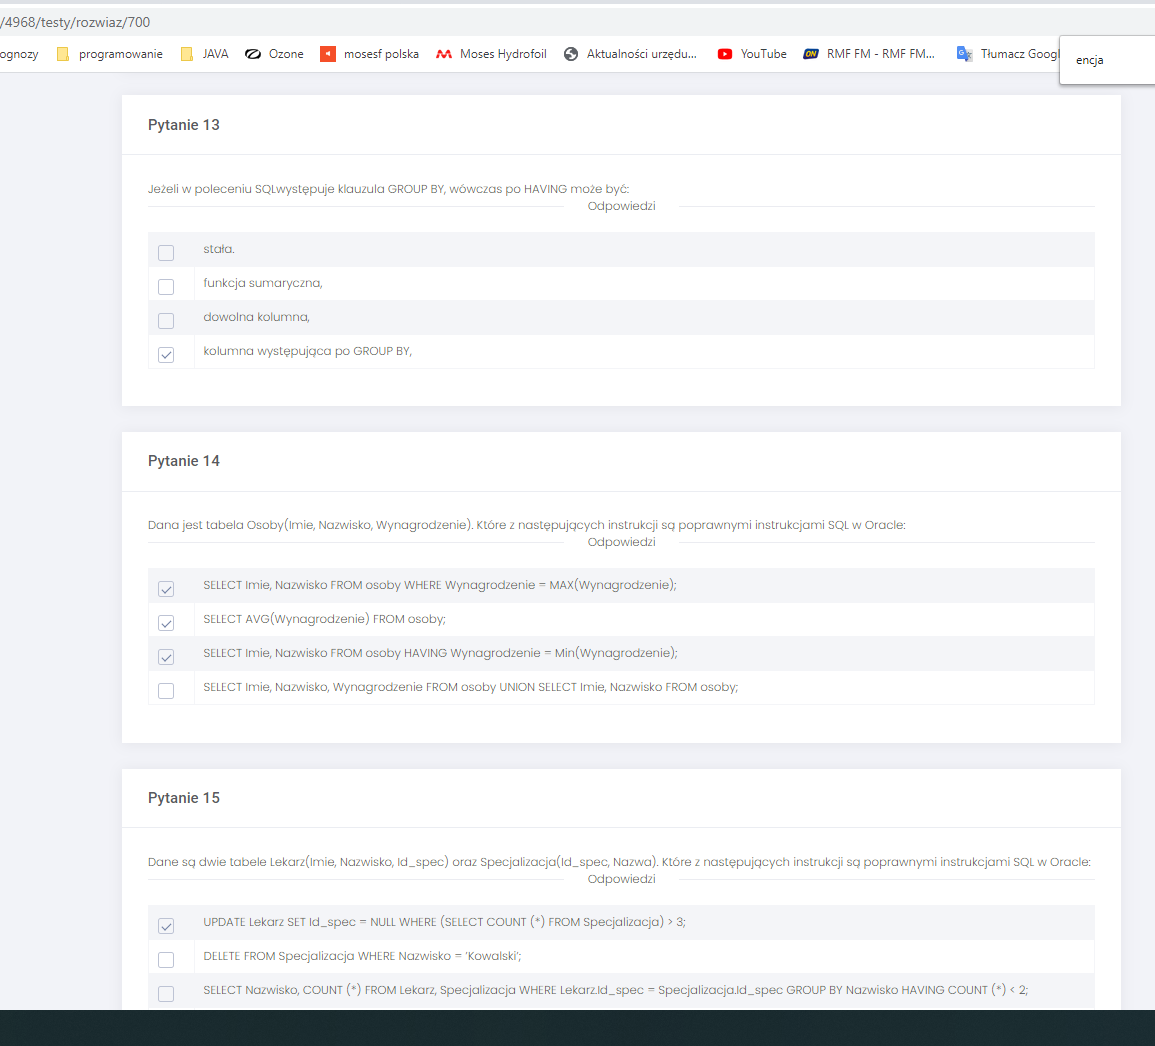 /4968/testy/rozwiaz/700
ognozy programowanie JAVA Ozone mosesf polska Moses Hydrofoil Aktualności urzędu... YouTube ON RMF FM - RMF FM... Tłumacz Googl
encja
Pytanie 13
Jeżeli w poleceniu SQLwystępuje klauzula GROUP BY, wówczas po HAVING może być:
Odpowiedzi
stała.
funkcja sumaryczna,
dowolna kolumna,
kolumna występująca po GROUP BY,
Pytanie 14
Dana jest tabela Osoby(Imie, Nazwisko, Wynagrodzenie). Które z następujących instrukcji są poprawnymi instrukcjami SQL w Oracle:
Odpowiedzi
SELECT Imie, Nazwisko FROM osoby WHERE Wynagrodzenie = MAX(Wynagrodzenie);
SELECT AVG(Wynagrodzenie) FROM osoby;
SELECT Imie, Nazwisko FROM osoby HAVING Wynagrodzenie = Min(Wynagrodzenie);
SELECT Imie, Nazwisko, Wynagrodzenie FROM osoby UNION SELECT Imie, Nazwisko FROM osoby;
Pytanie 15
Dane są dwie tabele Lekarz(Imie, Nazwisko, Id_spec) oraz Specjalizacja(Id_spec, Nazwa). Które z następujących instrukcji są poprawnymi instrukcjami SQL w Oracle:
Odpowiedzi
UPDATE Lekarz SET Id_spec = NULL WHERE (SELECT COUNT (*) FROM Specjalizacja) > 3;
DELETE FROM Specjalizacja WHERE Nazwisko = 'Kowalski';
SELECT Nazwisko, COUNT (*) FROM Lekarz, Specjalizacja WHERE Lekarz.Id_spec = Specjalizacja.Id_spec GROUP BY Nazwisko HAVING COUNT (*) < 2;